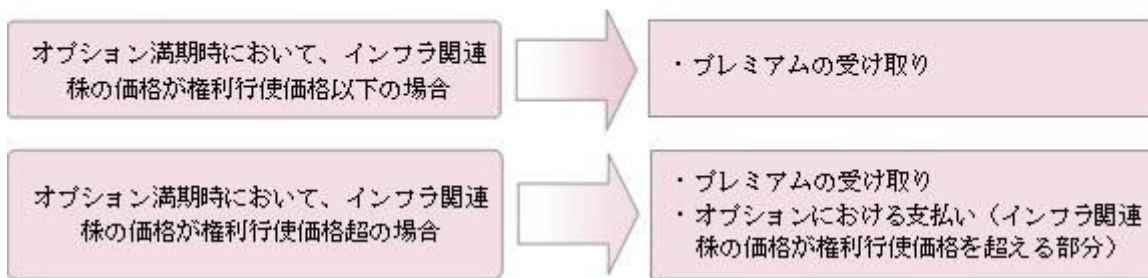 オプション満期時において、インフラ関連
株の価格が権利行使価格以下の場合
・プレミアムの受け取り
オプション満期時において、インフラ関連
株の価格が権利行使価格超の場合
・プレミアムの受け取り
・オプションにおける支払い（インフラ関連
株の価格が権利行使価格を超える部分）